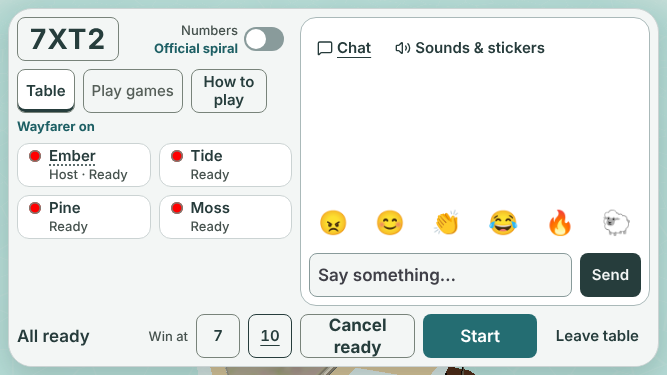 7XT2
Numbers
Official spiral
Table
Play games
How to
play
Wayfarer on
Ember
Host · Ready
Tide
Ready
Pine
Ready
Moss
Ready
Chat
Sounds & stickers
Say something...
Send
All ready
Win at
7
10
Cancel
ready
Start
Leave table